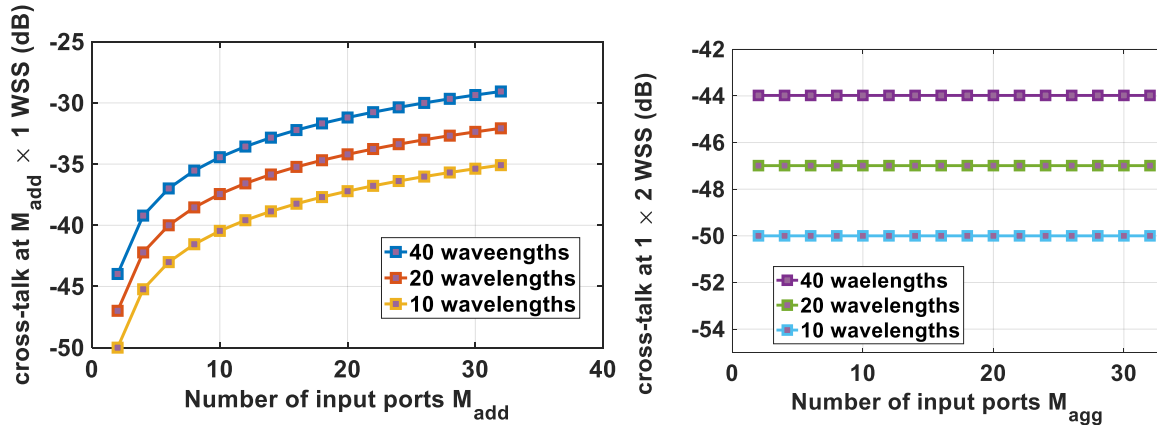 cross-talk at M_add × 1 WSS (dB)
-25
-30
-35
-40
-45
-50
0
10
20
30
40
40 waveengths
20 wavelengths
10 wavelengths
Number of input ports M_add
cross-talk at 1 × 2 WSS (dB)
-42
-44
-46
-48
-50
-52
-54
0
10
20
30
40 waelengths
20 wavelengths
10 wavelengths
Number of input ports M_agg